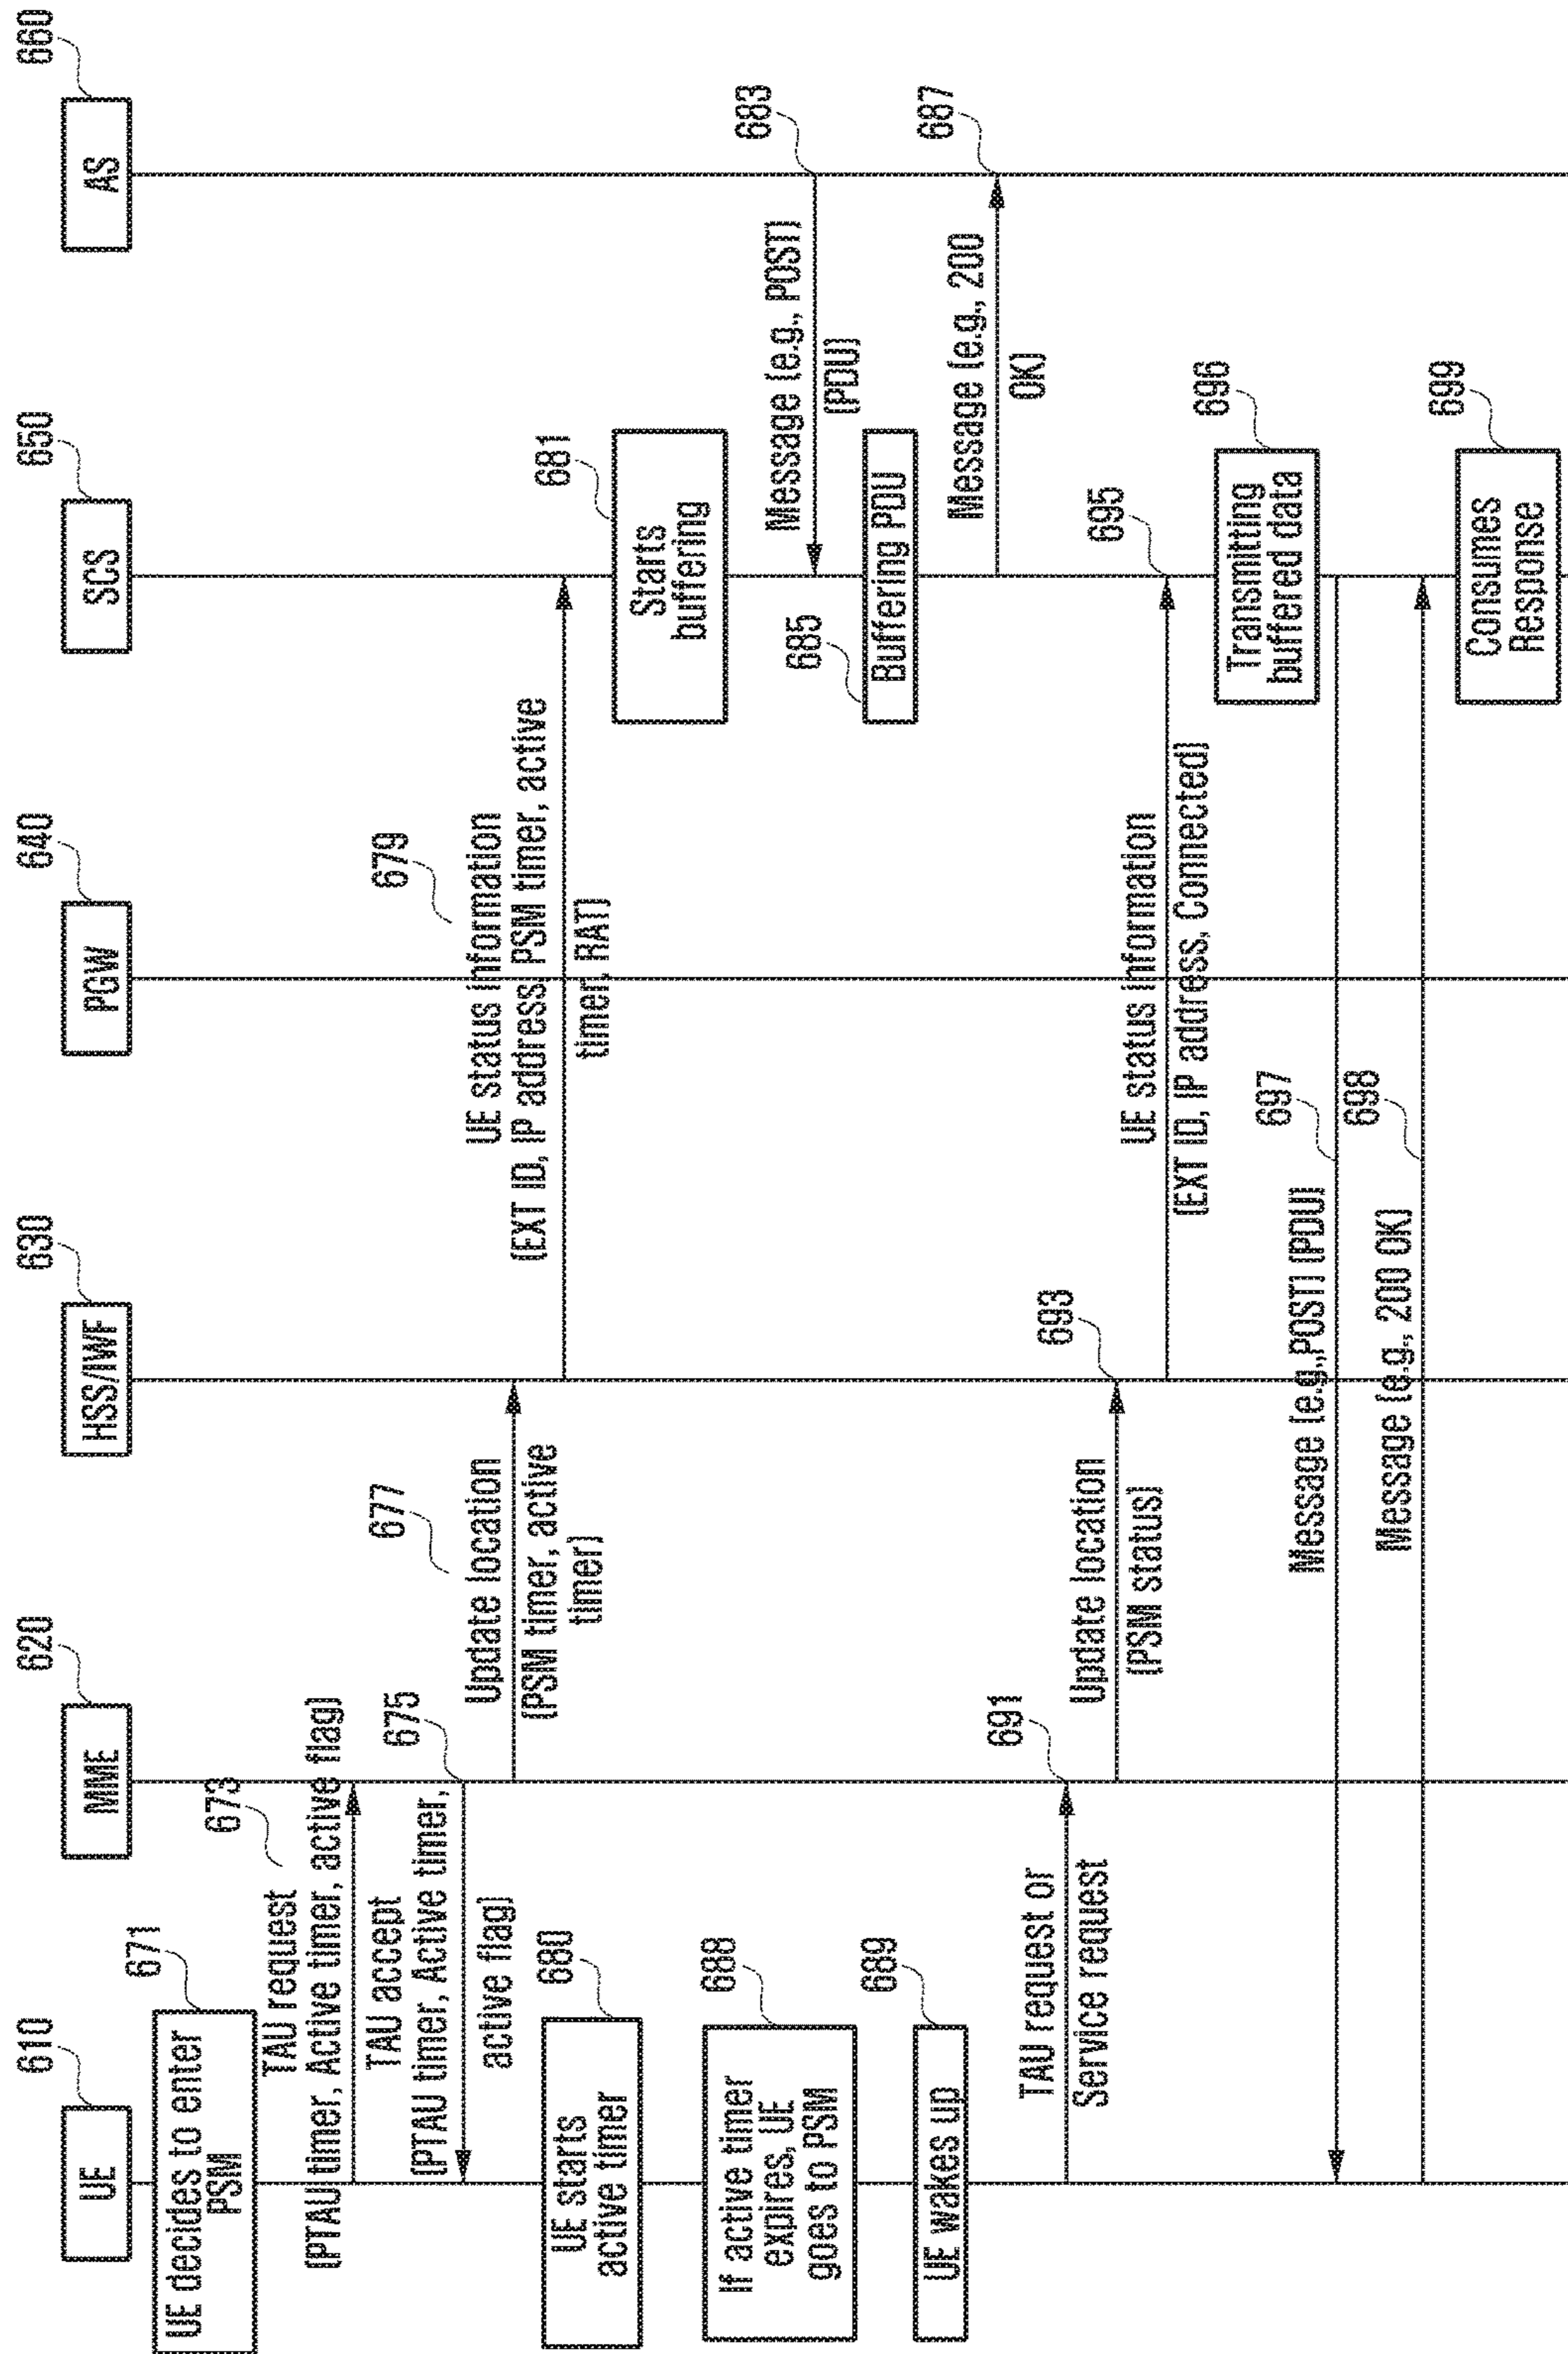 610
620
630
640
650
660
UE
MME
HSS/IWF
PGW
SCS
AS
671
UE decides to enter
PSM
673
TAU request
(PTAU timer, Active timer, active flag)
675
TAU accept
(PTAU timer, Active timer,
active flag)
677
Update location
(PSM timer, active
timer)
679
UE status information
(EXT ID, IP address, PSM timer, active
timer, RAT)
680
UE starts
active timer
681
Starts
buffering
683
Message (e.g., POST)
(PDU)
685
Buffering PDU
687
Message (e.g., 200
OK)
688
If active timer
expires, UE
goes to PSM
689
UE wakes up
691
TAU request or
Service request
693
Update location
(PSM status)
695
UE status information
(EXT ID, IP address, Connected)
696
Transmitting
buffered data
697
Message (e.g.,POST) (PDU)
698
Message (e.g., 200 OK)
699
Consumes
Response